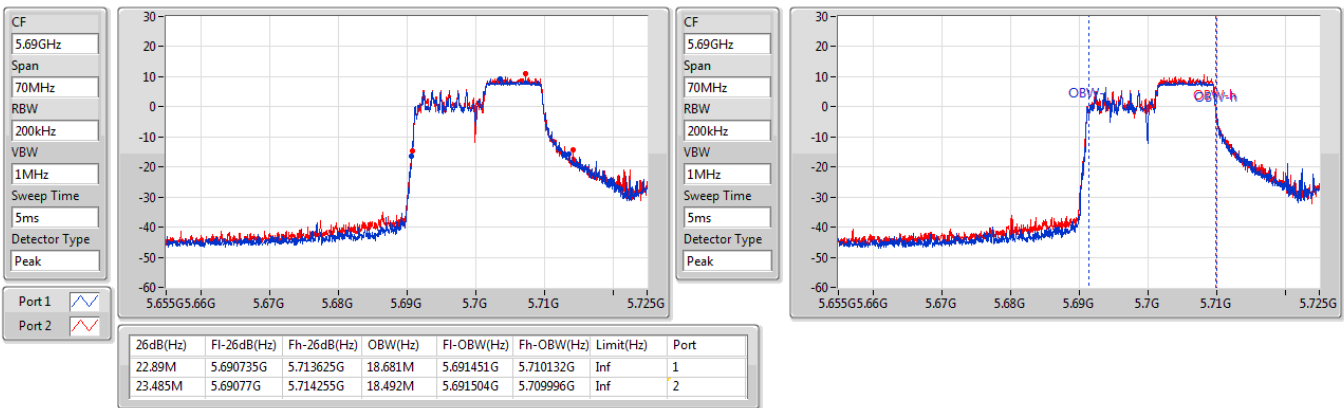 CF
5.69GHz
Span
70MHz
RBW
200kHz
VBW
1MHz
Sweep Time
5ms
Detector Type
Peak
Port 1
Port 2
30
20
10
0
-10
-20
-30
-40
-50
-60
5.655G 5.66G 5.67G 5.68G 5.69G 5.7G 5.71G 5.725G
CF
5.69GHz
Span
70MHz
RBW
200kHz
VBW
1MHz
Sweep Time
5ms
Detector Type
Peak
30
20
10
0
-10
-20
-30
-40
-50
-60
OBW-l
OBW-h
5.655G 5.66G 5.67G 5.68G 5.69G 5.7G 5.71G 5.725G
26dB(Hz) Fl-26dB(Hz) Fh-26dB(Hz) OBW(Hz) Fl-OBW(Hz) Fh-OBW(Hz) Limit(Hz) Port
22.89M 5.690735G 5.713625G 18.681M 5.691451G 5.710132G Inf 1
23.485M 5.69077G 5.714255G 18.492M 5.691504G 5.709996G Inf 2